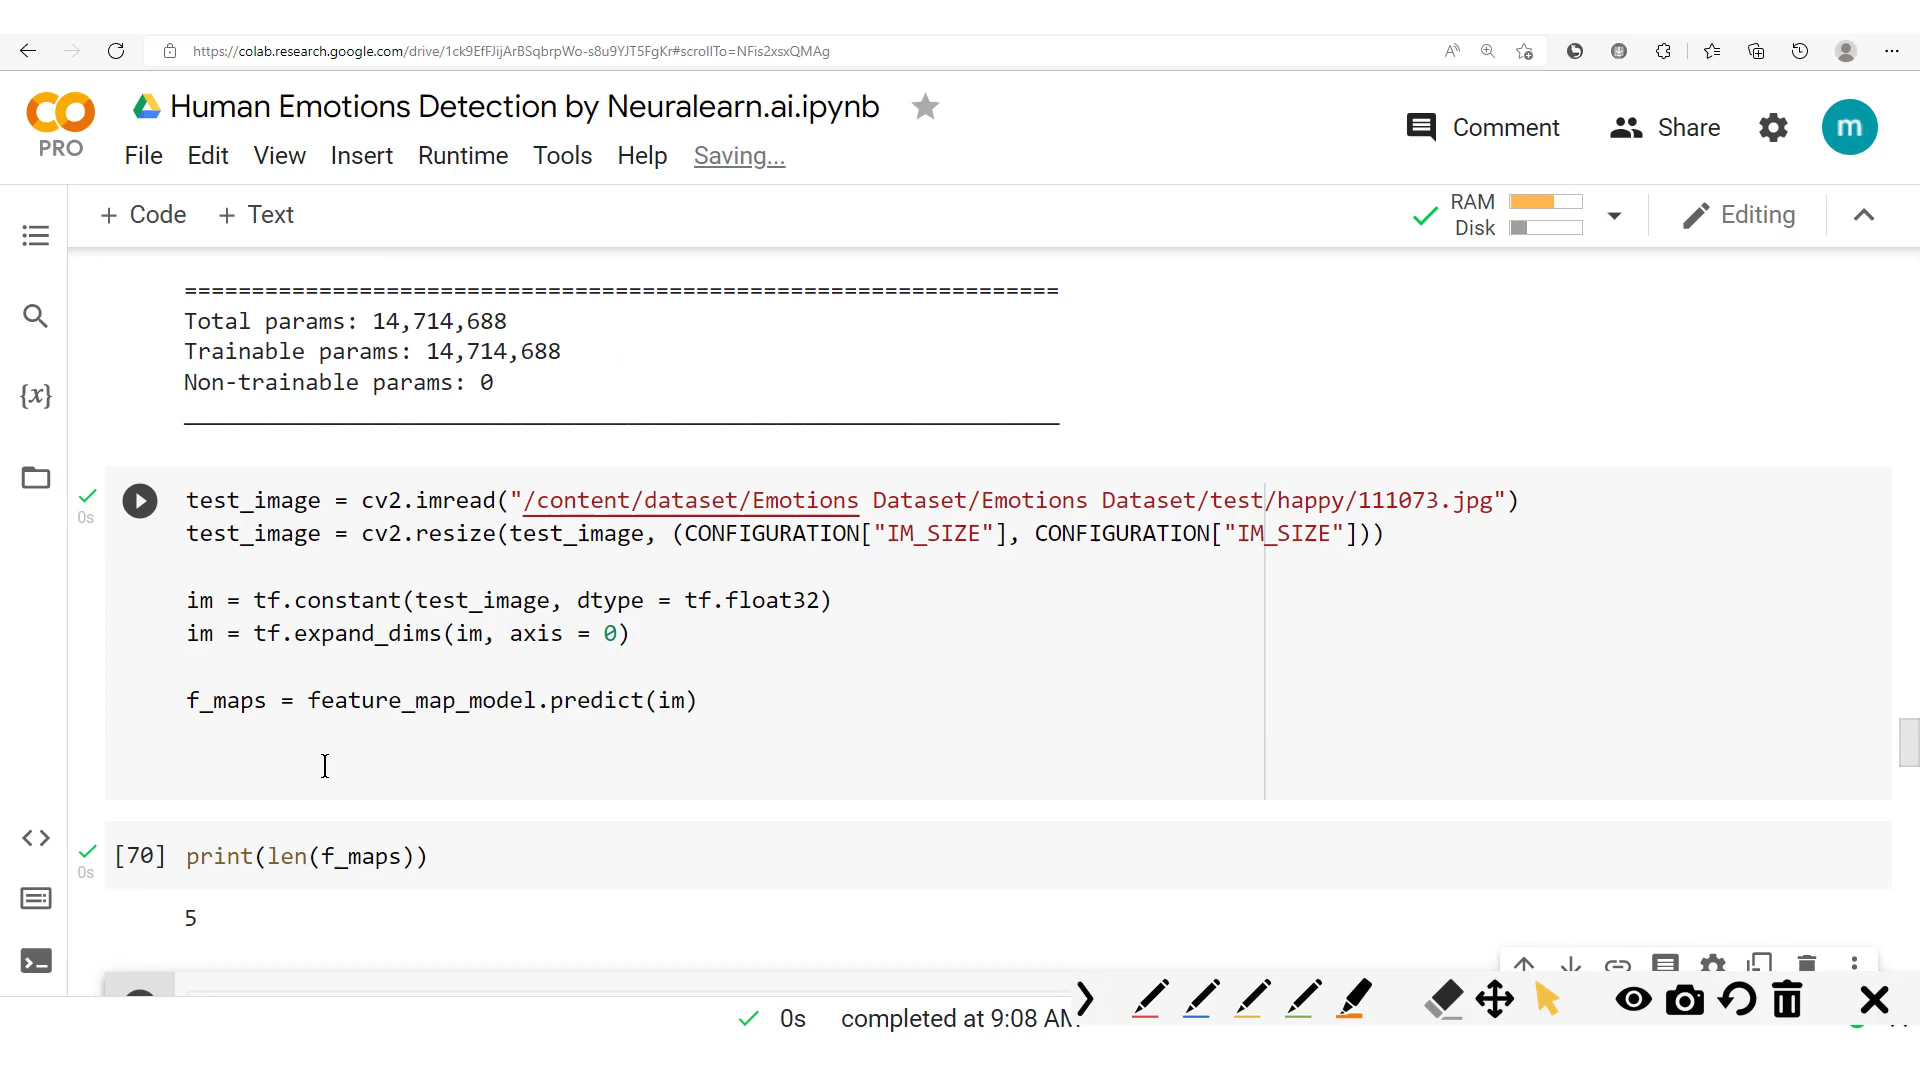 https://colab.research.google.com/drive/1ck9EfFJijArBSqbrpWo-s8u9YJT5FgKr#scrollTo=NFis2xsxQMAg
Human Emotions Detection by Neuralearn.ai.ipynb
PRO
File Edit View Insert Runtime Tools Help Saving...
Comment Share m
+ Code + Text
RAM
Disk
Editing
=================================================================
Total params: 14,714,688
Trainable params: 14,714,688
Non-trainable params: 0
_________________________________________________________________
0s
test_image = cv2.imread("/content/dataset/Emotions Dataset/Emotions Dataset/test/happy/111073.jpg")
test_image = cv2.resize(test_image, (CONFIGURATION["IM_SIZE"], CONFIGURATION["IM_SIZE"]))
im = tf.constant(test_image, dtype = tf.float32)
im = tf.expand_dims(im, axis = 0)
f_maps = feature_map_model.predict(im)
[70] print(len(f_maps))
0s
5
0s completed at 9:08 AM